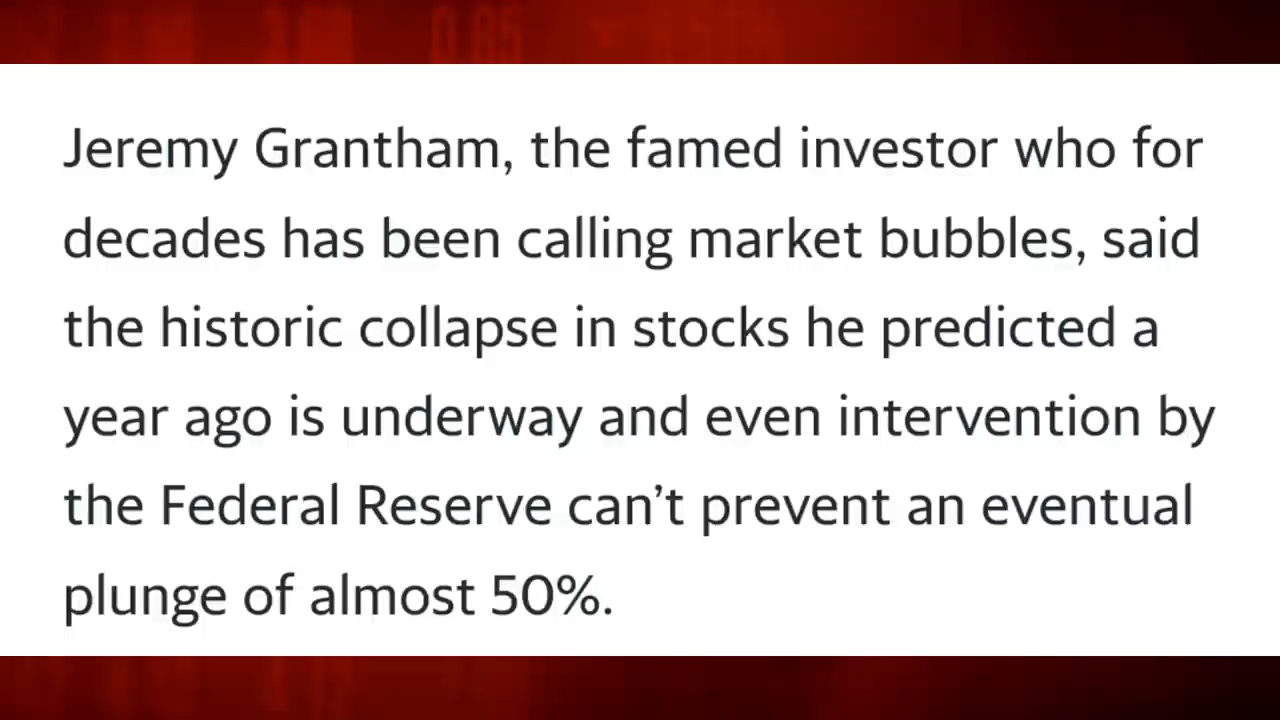 0.85
Jeremy Grantham, the famed investor who for
decades has been calling market bubbles, said
the historic collapse in stocks he predicted a
year ago is underway and even intervention by
the Federal Reserve can’t prevent an eventual
plunge of almost 50%.